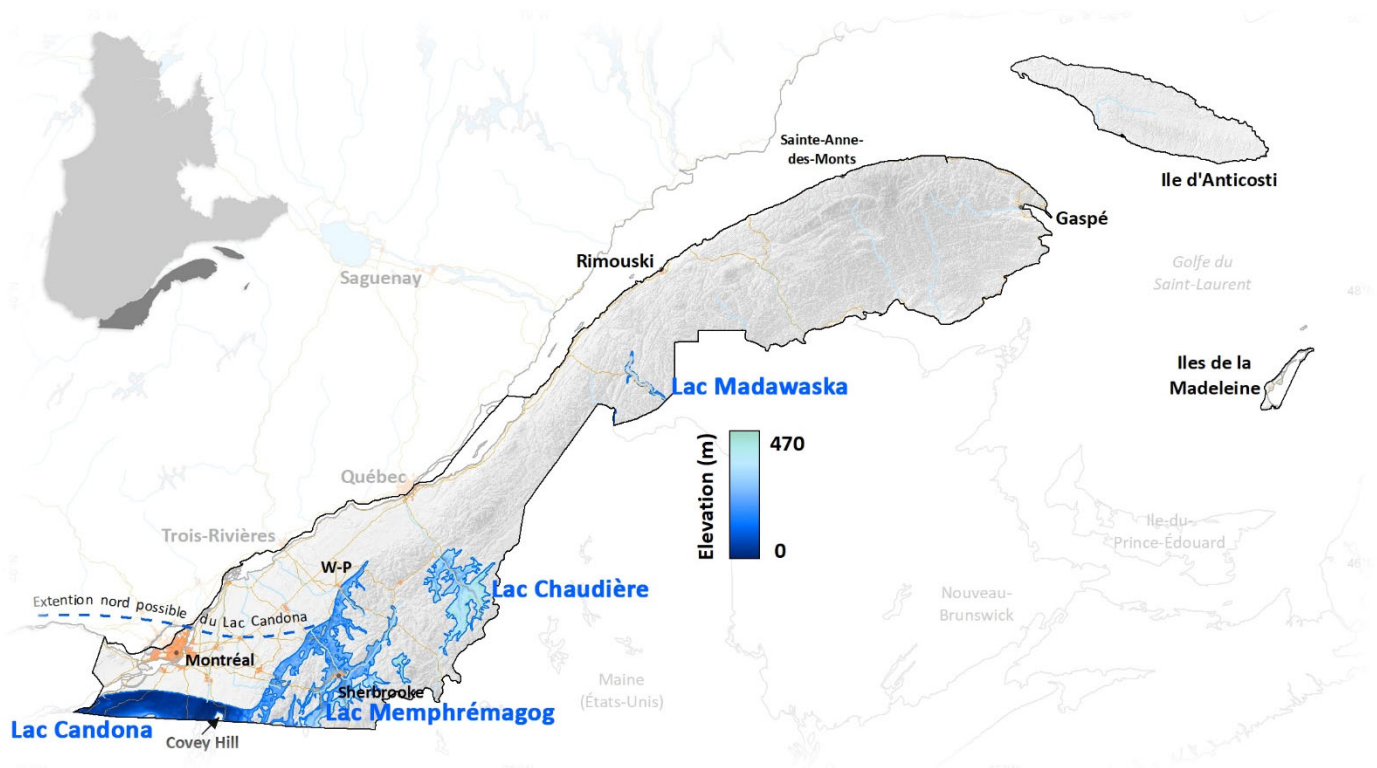 Sainte-Anne-
des-Monts
Ile d'Anticosti
Gaspé
Rimouski
Golfe du
Saint-Laurent
Saguenay
48°N
Iles de la
Madeleine
Lac Madawaska
Elevation (m)
470
0
Québec
Trois-Rivières
Ile-du-
Prince-Édouard
W-P
46°N
Lac Chaudière
Nouveau-
Brunswick
Extention nord possible du Lac Candona
Montréal
Sherbrooke
Maine
(États-Unis)
Lac Memphrémagog
Lac Candona
Covey Hill